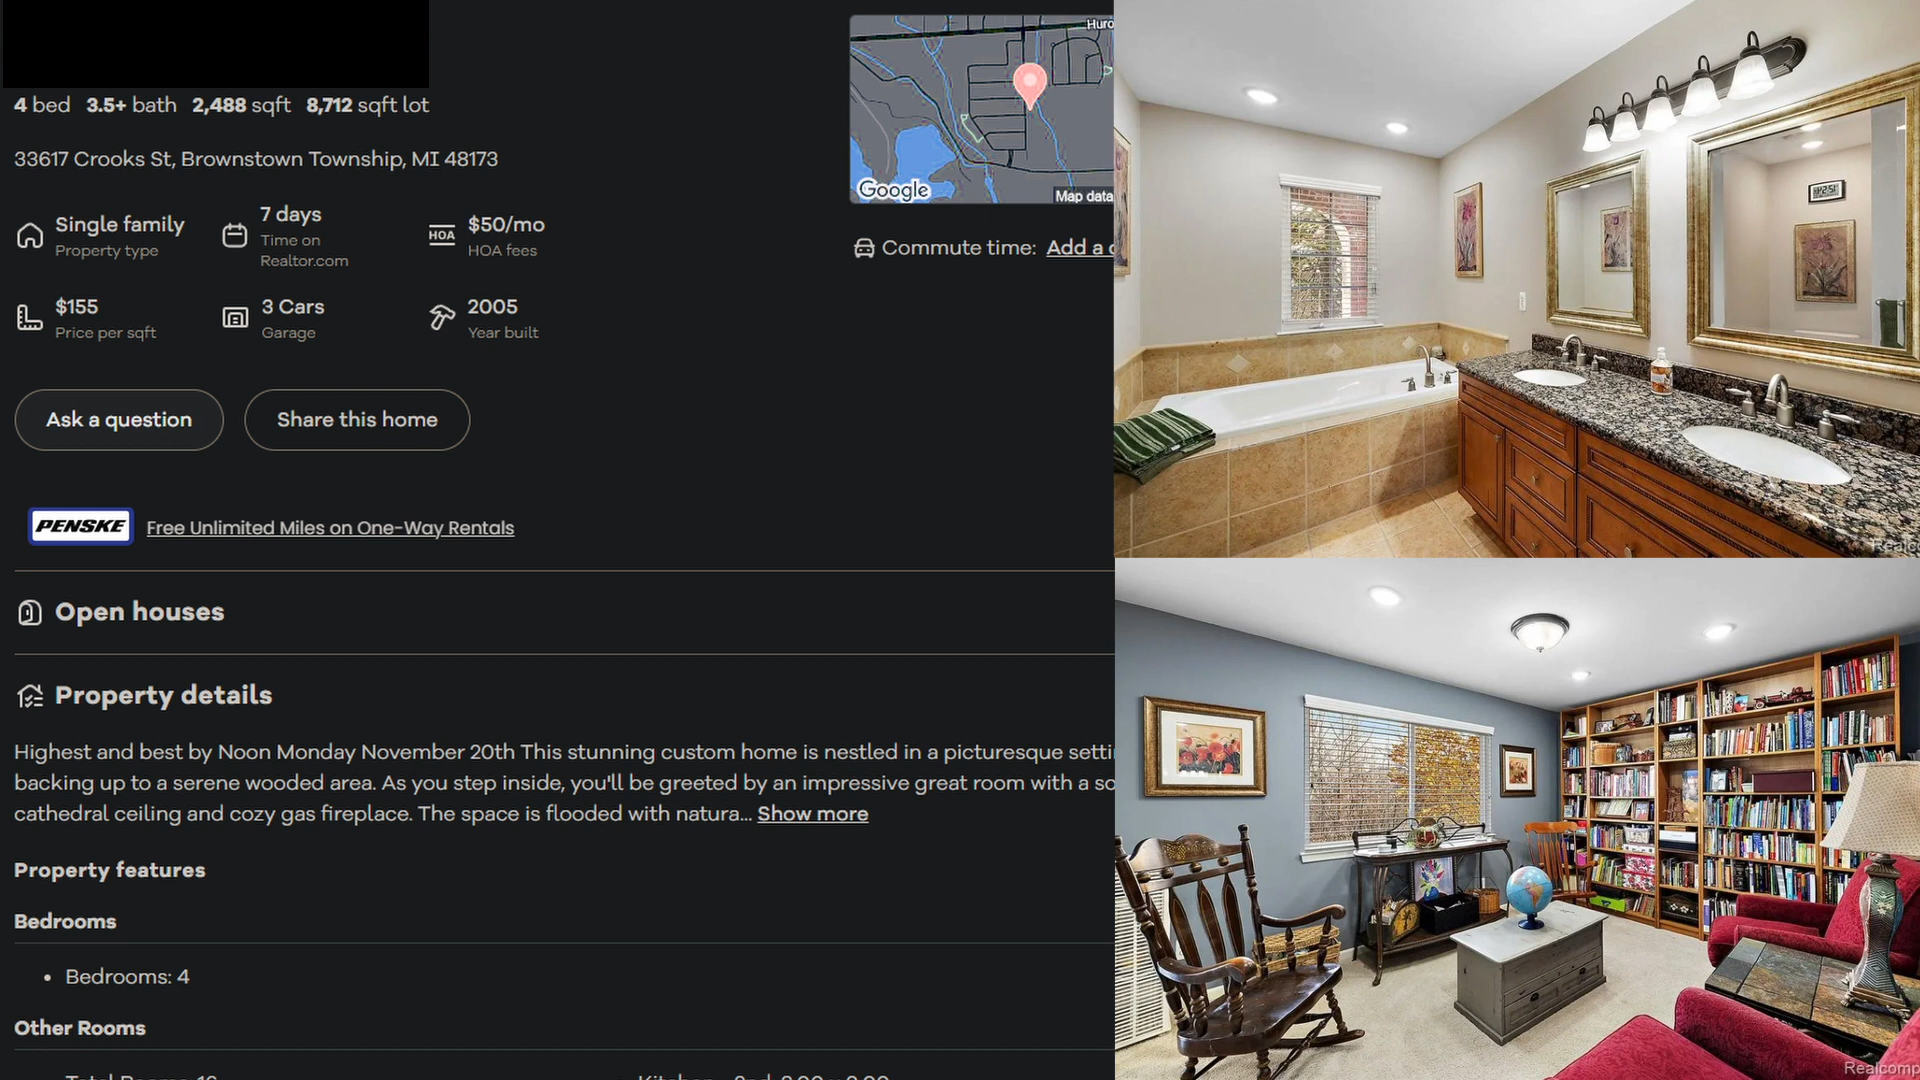 4 bed 3.5+ bath 2,488 sqft 8,712 sqft lot
33617 Crooks St, Brownstown Township, MI 48173
Single family
Property type
7 days
Time on
Realtor.com
HOA
$50/mo
HOA fees
$155
Price per sqft
3 Cars
Garage
2005
Year built
Ask a question
Share this home
PENSKE
Free Unlimited Miles on One-Way Rentals
Open houses
Property details
Highest and best by Noon Monday November 20th This stunning custom home is nestled in a picturesque
backing up to a serene wooded area. As you step inside, you'll be greeted by an impressive great room with a
cathedral ceiling and cozy gas fireplace. The space is flooded with natura... Show more
Property features
Bedrooms
• Bedrooms: 4
Other Rooms
Google
Map data
Commute time: Add a
12:51
Realcomp